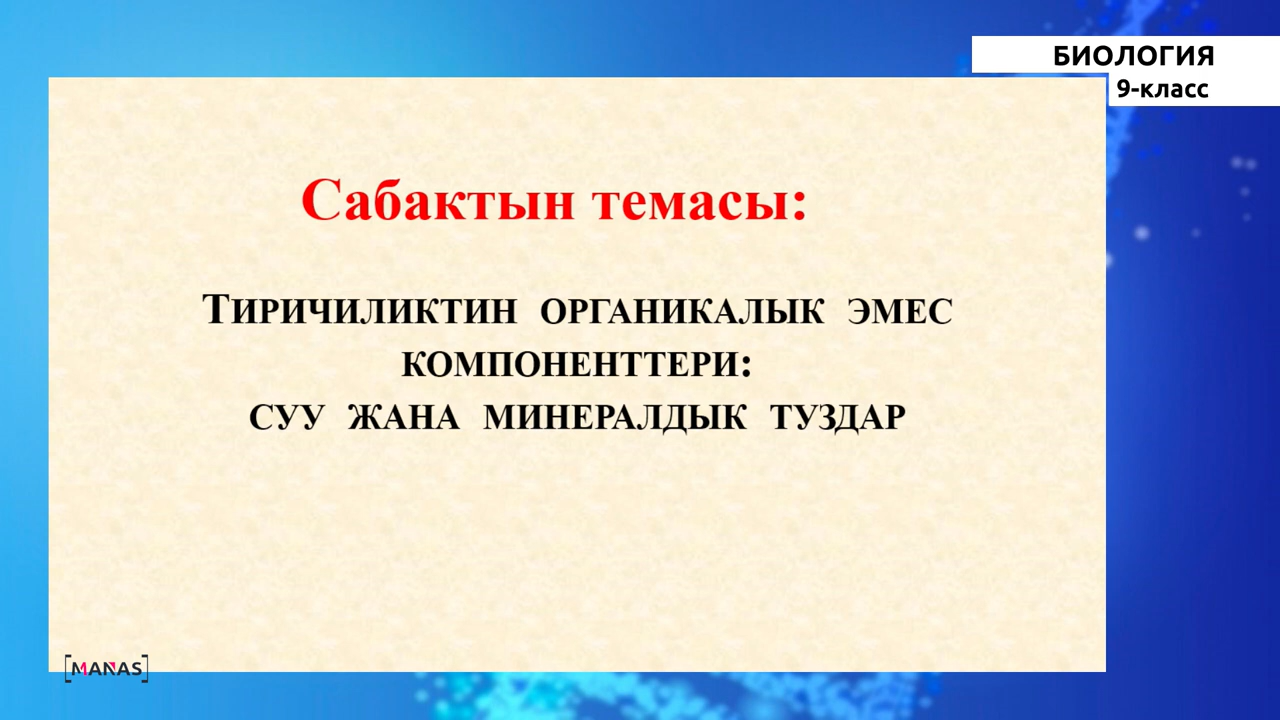 БИОЛОГИЯ
9-класс
Сабактын темасы:
ТИРИЧИЛИКТИН ОРГАНИКАЛЫК ЭМЕС
КОМПОНЕНТТЕРИ:
СУУ ЖАНА МИНЕРАЛДЫК ТУЗДАР
[MANAS]